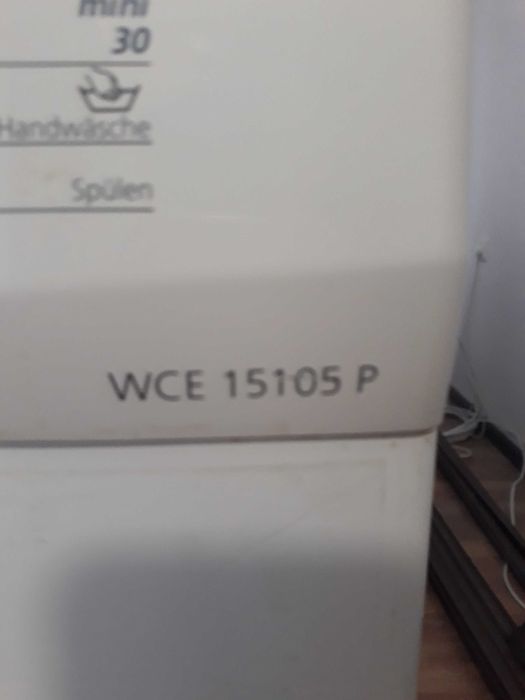 mini
30
Handwäsche
Spülen
WCE 15105 P